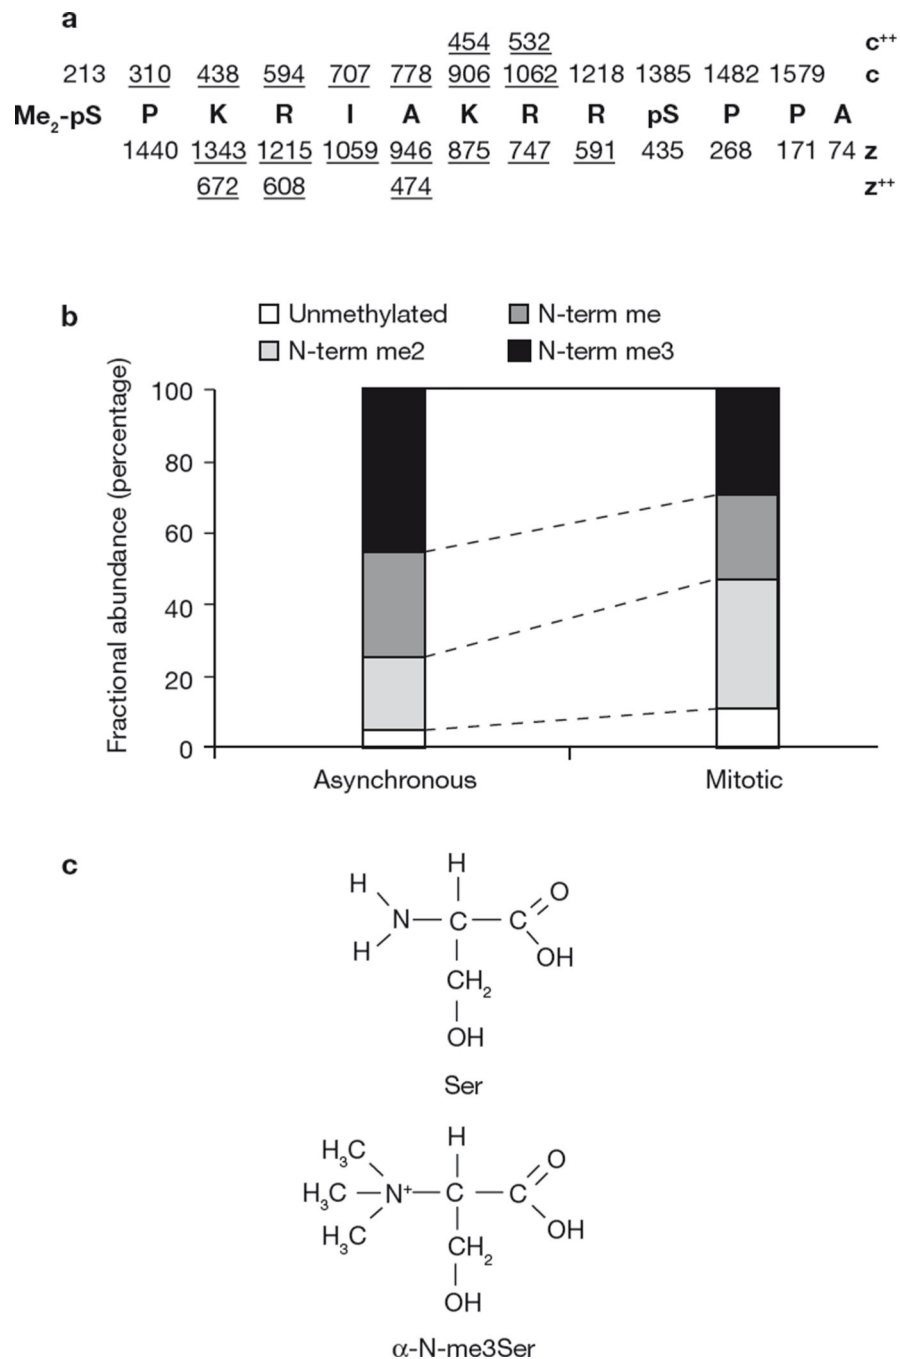 a
454 532 c++
213 310 438 594 707 778 906 1062 1218 1385 1482 1579 c
Me2-pS P K R I A K R R pS P P A
1440 1343 1215 1059 946 875 747 591 435 268 171 74 z
672 608 474 z++
b
Unmethylated N-term me
N-term me2 N-term me3
Fractional abundance (percentage)
100
80
60
40
20
0
Asynchronous Mitotic
c
H
H O
N C C
H OH
CH2
OH
Ser
H
H3C O
H3C N+ C C
H3C OH
CH2
OH
α-N-me3Ser